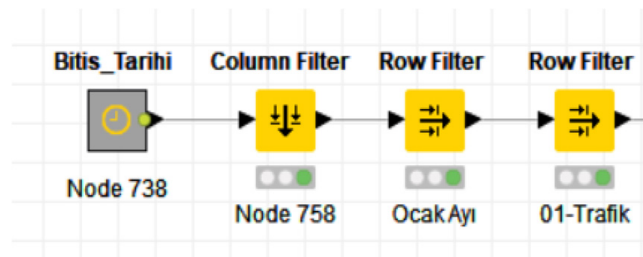 Bitis_Tarihi Column Filter Row Filter Row Filter
Node 738
Node 758 Ocak Ayı 01-Trafik